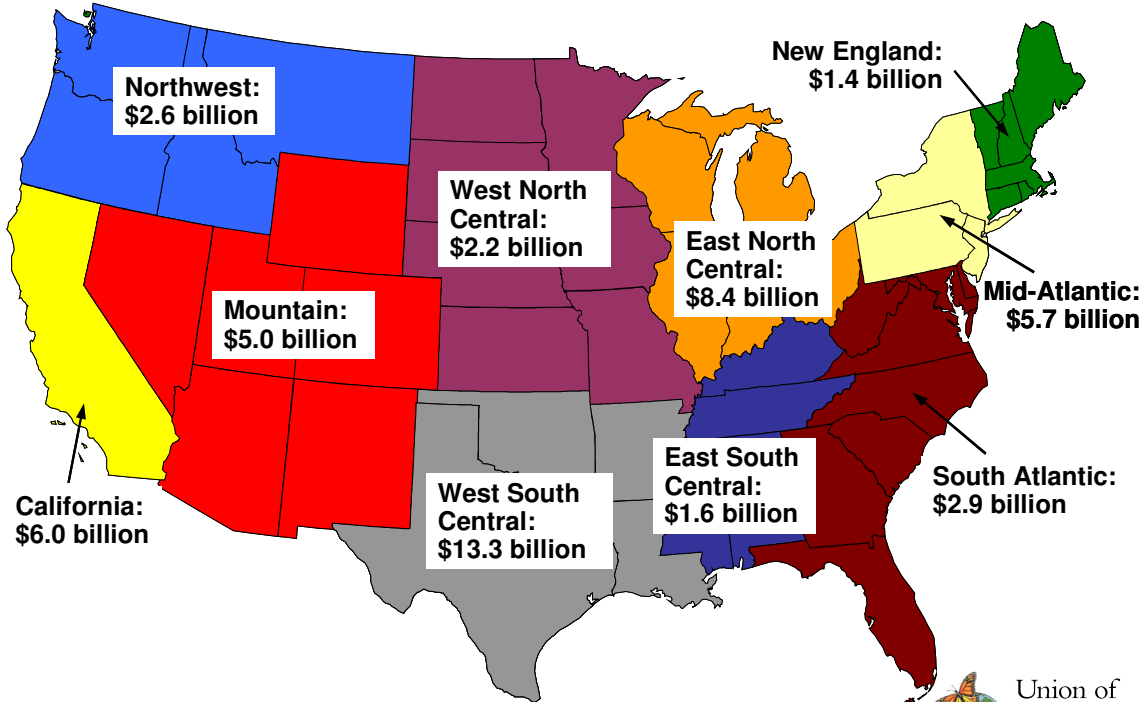 Northwest:
$2.6 billion
New England:
$1.4 billion
West North
Central:
$2.2 billion
East North
Central:
$8.4 billion
Mid-Atlantic:
$5.7 billion
Mountain:
$5.0 billion
California:
$6.0 billion
West South
Central:
$13.3 billion
East South
Central:
$1.6 billion
South Atlantic:
$2.9 billion
Union of